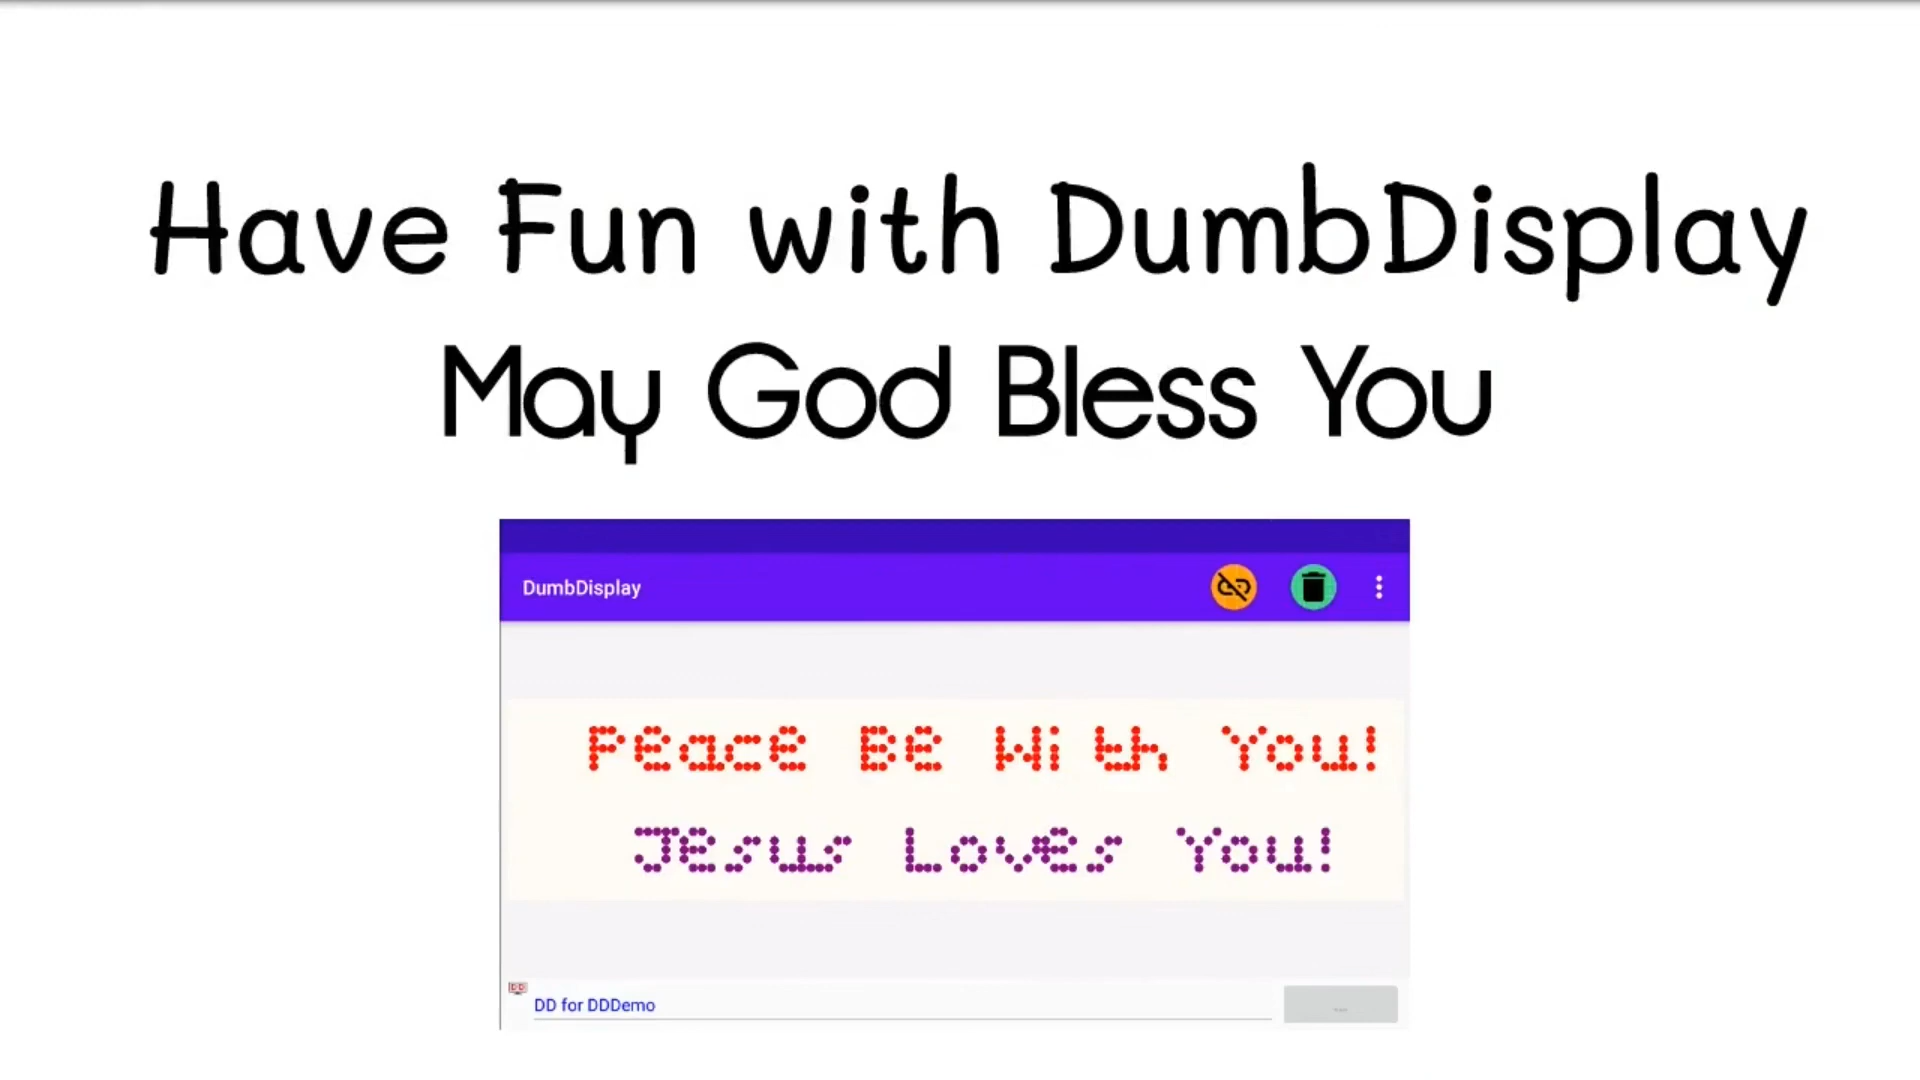 Have Fun with DumbDisplay
May God Bless You
DumbDisplay
Peace Be With You!
Jesus Loves You!
DD
DD for DDDemo